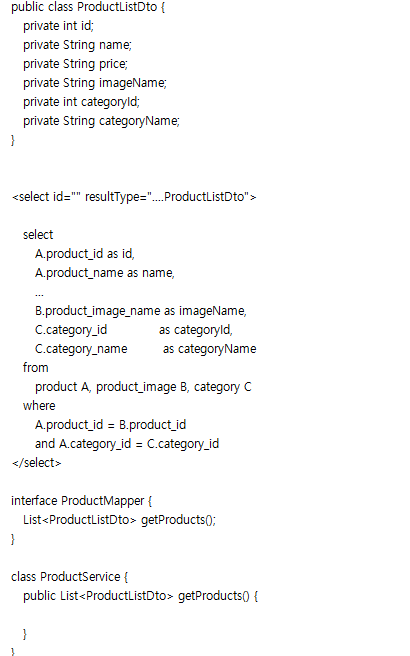 public class ProductListDto {
private int id;
private String name;
private String price;
private String imageName;
private int categoryId;
private String categoryName;
}
<select id="" resultType="....ProductListDto">
select
A.product_id as id,
A.product_name as name,
...
B.product_image_name as imageName,
C.category_id as categoryId,
C.category_name as categoryName
from
product A, product_image B, category C
where
A.product_id = B.product_id
and A.category_id = C.category_id
</select>
interface ProductMapper {
List<ProductListDto> getProducts();
}
class ProductService {
public List<ProductListDto> getProducts() {
}
}